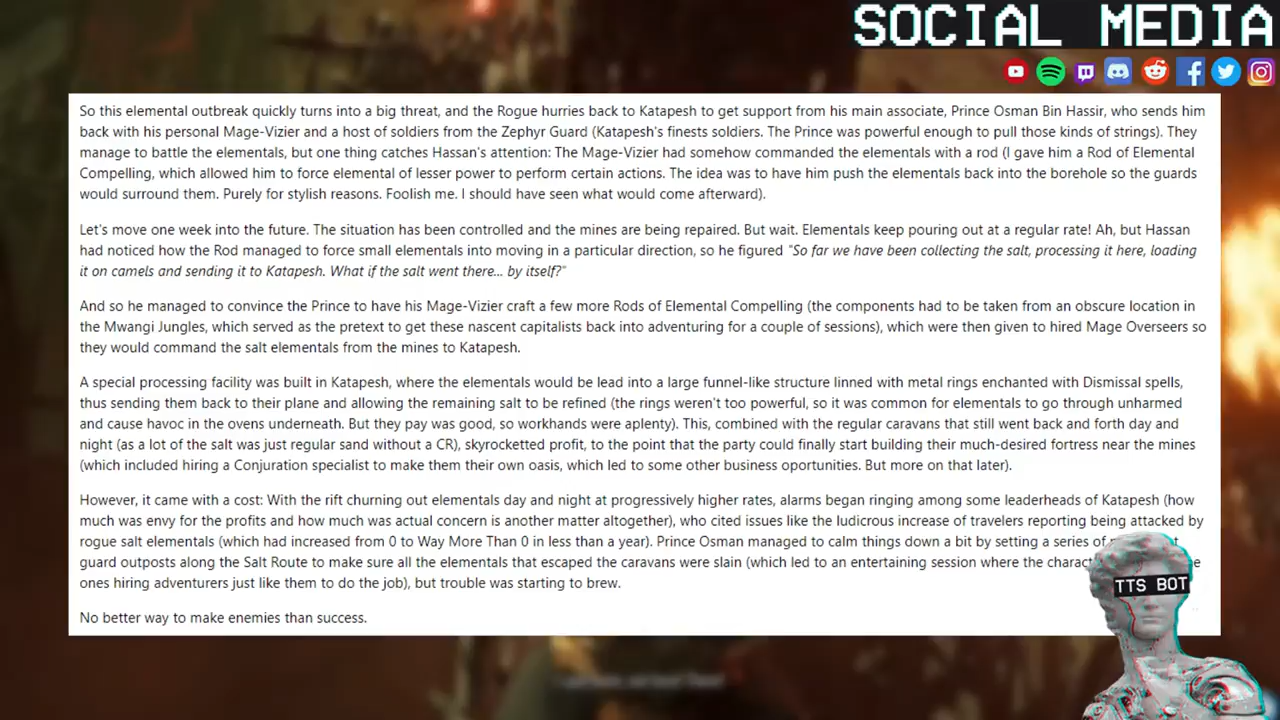 SOCIAL MEDIA
So this elemental outbreak quickly turns into a big threat, and the Rogue hurries back to Katapesh to get support from his main associate, Prince Osman Bin Hassir, who sends him
back with his personal Mage-Vizier and a host of soldiers from the Zephyr Guard (Katapesh's finests soldiers. The Prince was powerful enough to pull those kinds of strings). They
manage to battle the elementals, but one thing catches Hassan's attention: The Mage-Vizier had somehow commanded the elementals with a rod (I gave him a Rod of Elemental
Compelling, which allowed him to force elemental of lesser power to perform certain actions. The idea was to have him push the elementals back into the borehole so the guards
would surround them. Purely for stylish reasons. Foolish me. I should have seen what would come afterward).
Let's move one week into the future. The situation has been controlled and the mines are being repaired. But wait. Elementals keep pouring out at a regular rate! Ah, but Hassan
had noticed how the Rod managed to force small elementals into moving in a particular direction, so he figured "So far we have been collecting the salt, processing it here, loading
it on camels and sending it to Katapesh. What if the salt went there... by itself?"
And so he managed to convince the Prince to have his Mage-Vizier craft a few more Rods of Elemental Compelling (the components had to be taken from an obscure location in
the Mwangi Jungles, which served as the pretext to get these nascent capitalists back into adventuring for a couple of sessions), which were then given to hired Mage Overseers so
they would command the salt elementals from the mines to Katapesh.
A special processing facility was built in Katapesh, where the elementals would be lead into a large funnel-like structure linned with metal rings enchanted with Dismissal spells,
thus sending them back to their plane and allowing the remaining salt to be refined (the rings weren't too powerful, so it was common for elementals to go through unharmed
and cause havoc in the ovens underneath. But they pay was good, so workhands were aplenty). This, combined with the regular caravans that still went back and forth day and
night (as a lot of the salt was just regular sand without a CR), skyrocketted profit, to the point that the party could finally start building their much-desired fortress near the mines
(which included hiring a Conjuration specialist to make them their own oasis, which led to some other business oportunities. But more on that later).
However, it came with a cost: With the rift churning out elementals day and night at progressively higher rates, alarms began ringing among some leaderheads of Katapesh (how
much was envy for the profits and how much was actual concern is another matter altogether), who cited issues like the ludicrous increase of travelers reporting being attacked by
rogue salt elementals (which had increased from 0 to Way More Than 0 in less than a year). Prince Osman managed to calm things down a bit by setting a series of
guard outposts along the Salt Route to make sure all the elementals that escaped the caravans were slain (which led to an entertaining session where the
ones hiring adventurers just like them to do the job), but trouble was starting to brew.
No better way to make enemies than success.
TTS BOT